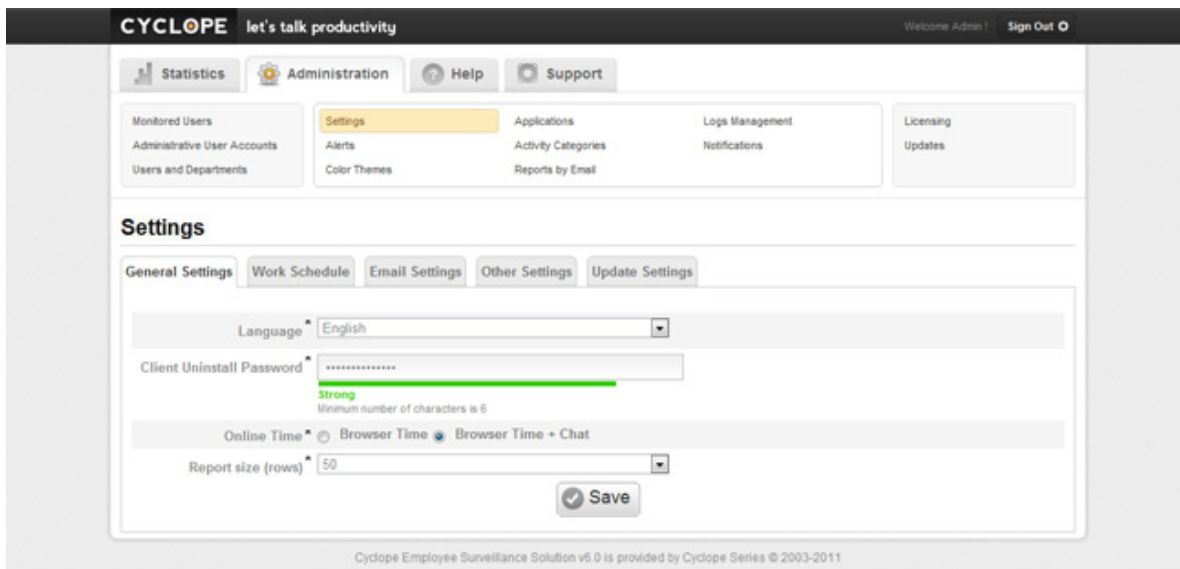 CYCLOPE let's talk productivity Welcome Admin ! Sign Out
Statistics Administration Help Support
Monitored Users Settings Applications Logs Management Licensing
Administrative User Accounts Alerts Activity Categories Notifications Updates
Users and Departments Color Themes Reports by Email
Settings
General Settings Work Schedule Email Settings Other Settings Update Settings
Language * English
Client Uninstall Password * ••••••••••••••
Strong
Minimum number of characters is 6
Online Time * Browser Time Browser Time + Chat
Report size (rows) * 50
Save
Cyclope Employee Surveillance Solution v6.0 is provided by Cyclope Series © 2003-2011